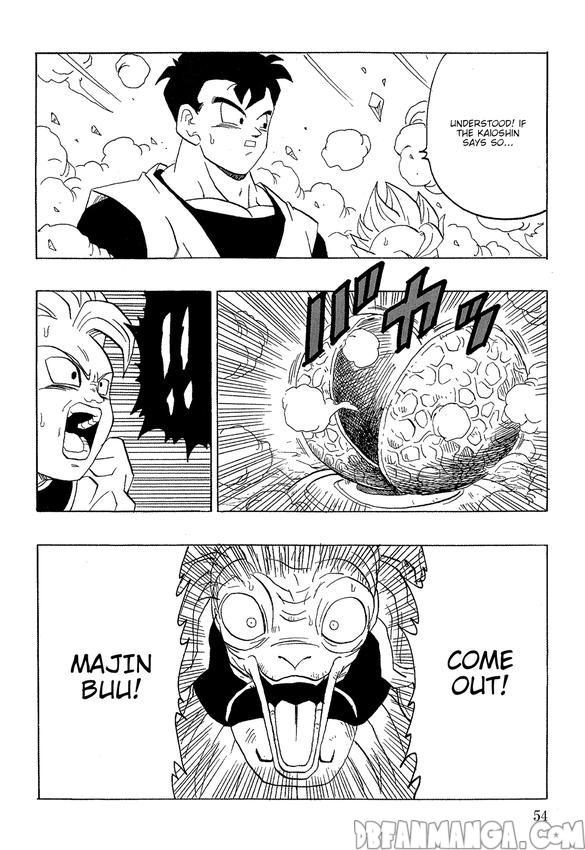 UNDERSTOOD! IF
THE KAIOSHIN
SAYS SO...
バカッ
!!
COME
OUT!
MAJIN
BUU!
54
DBFANMANGA.COM